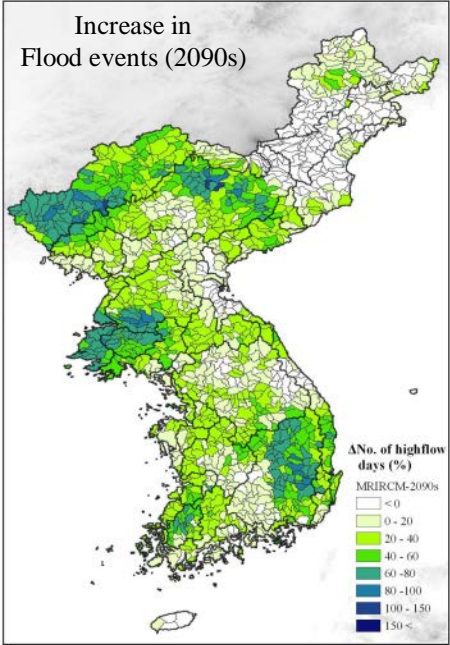 Increase in
Flood events (2090s)
ΔNo. of highflow
days (%)
MRIRCM-2090s
< 0
0 - 20
20 - 40
40 - 60
60 -80
80 -100
100 - 150
150 <